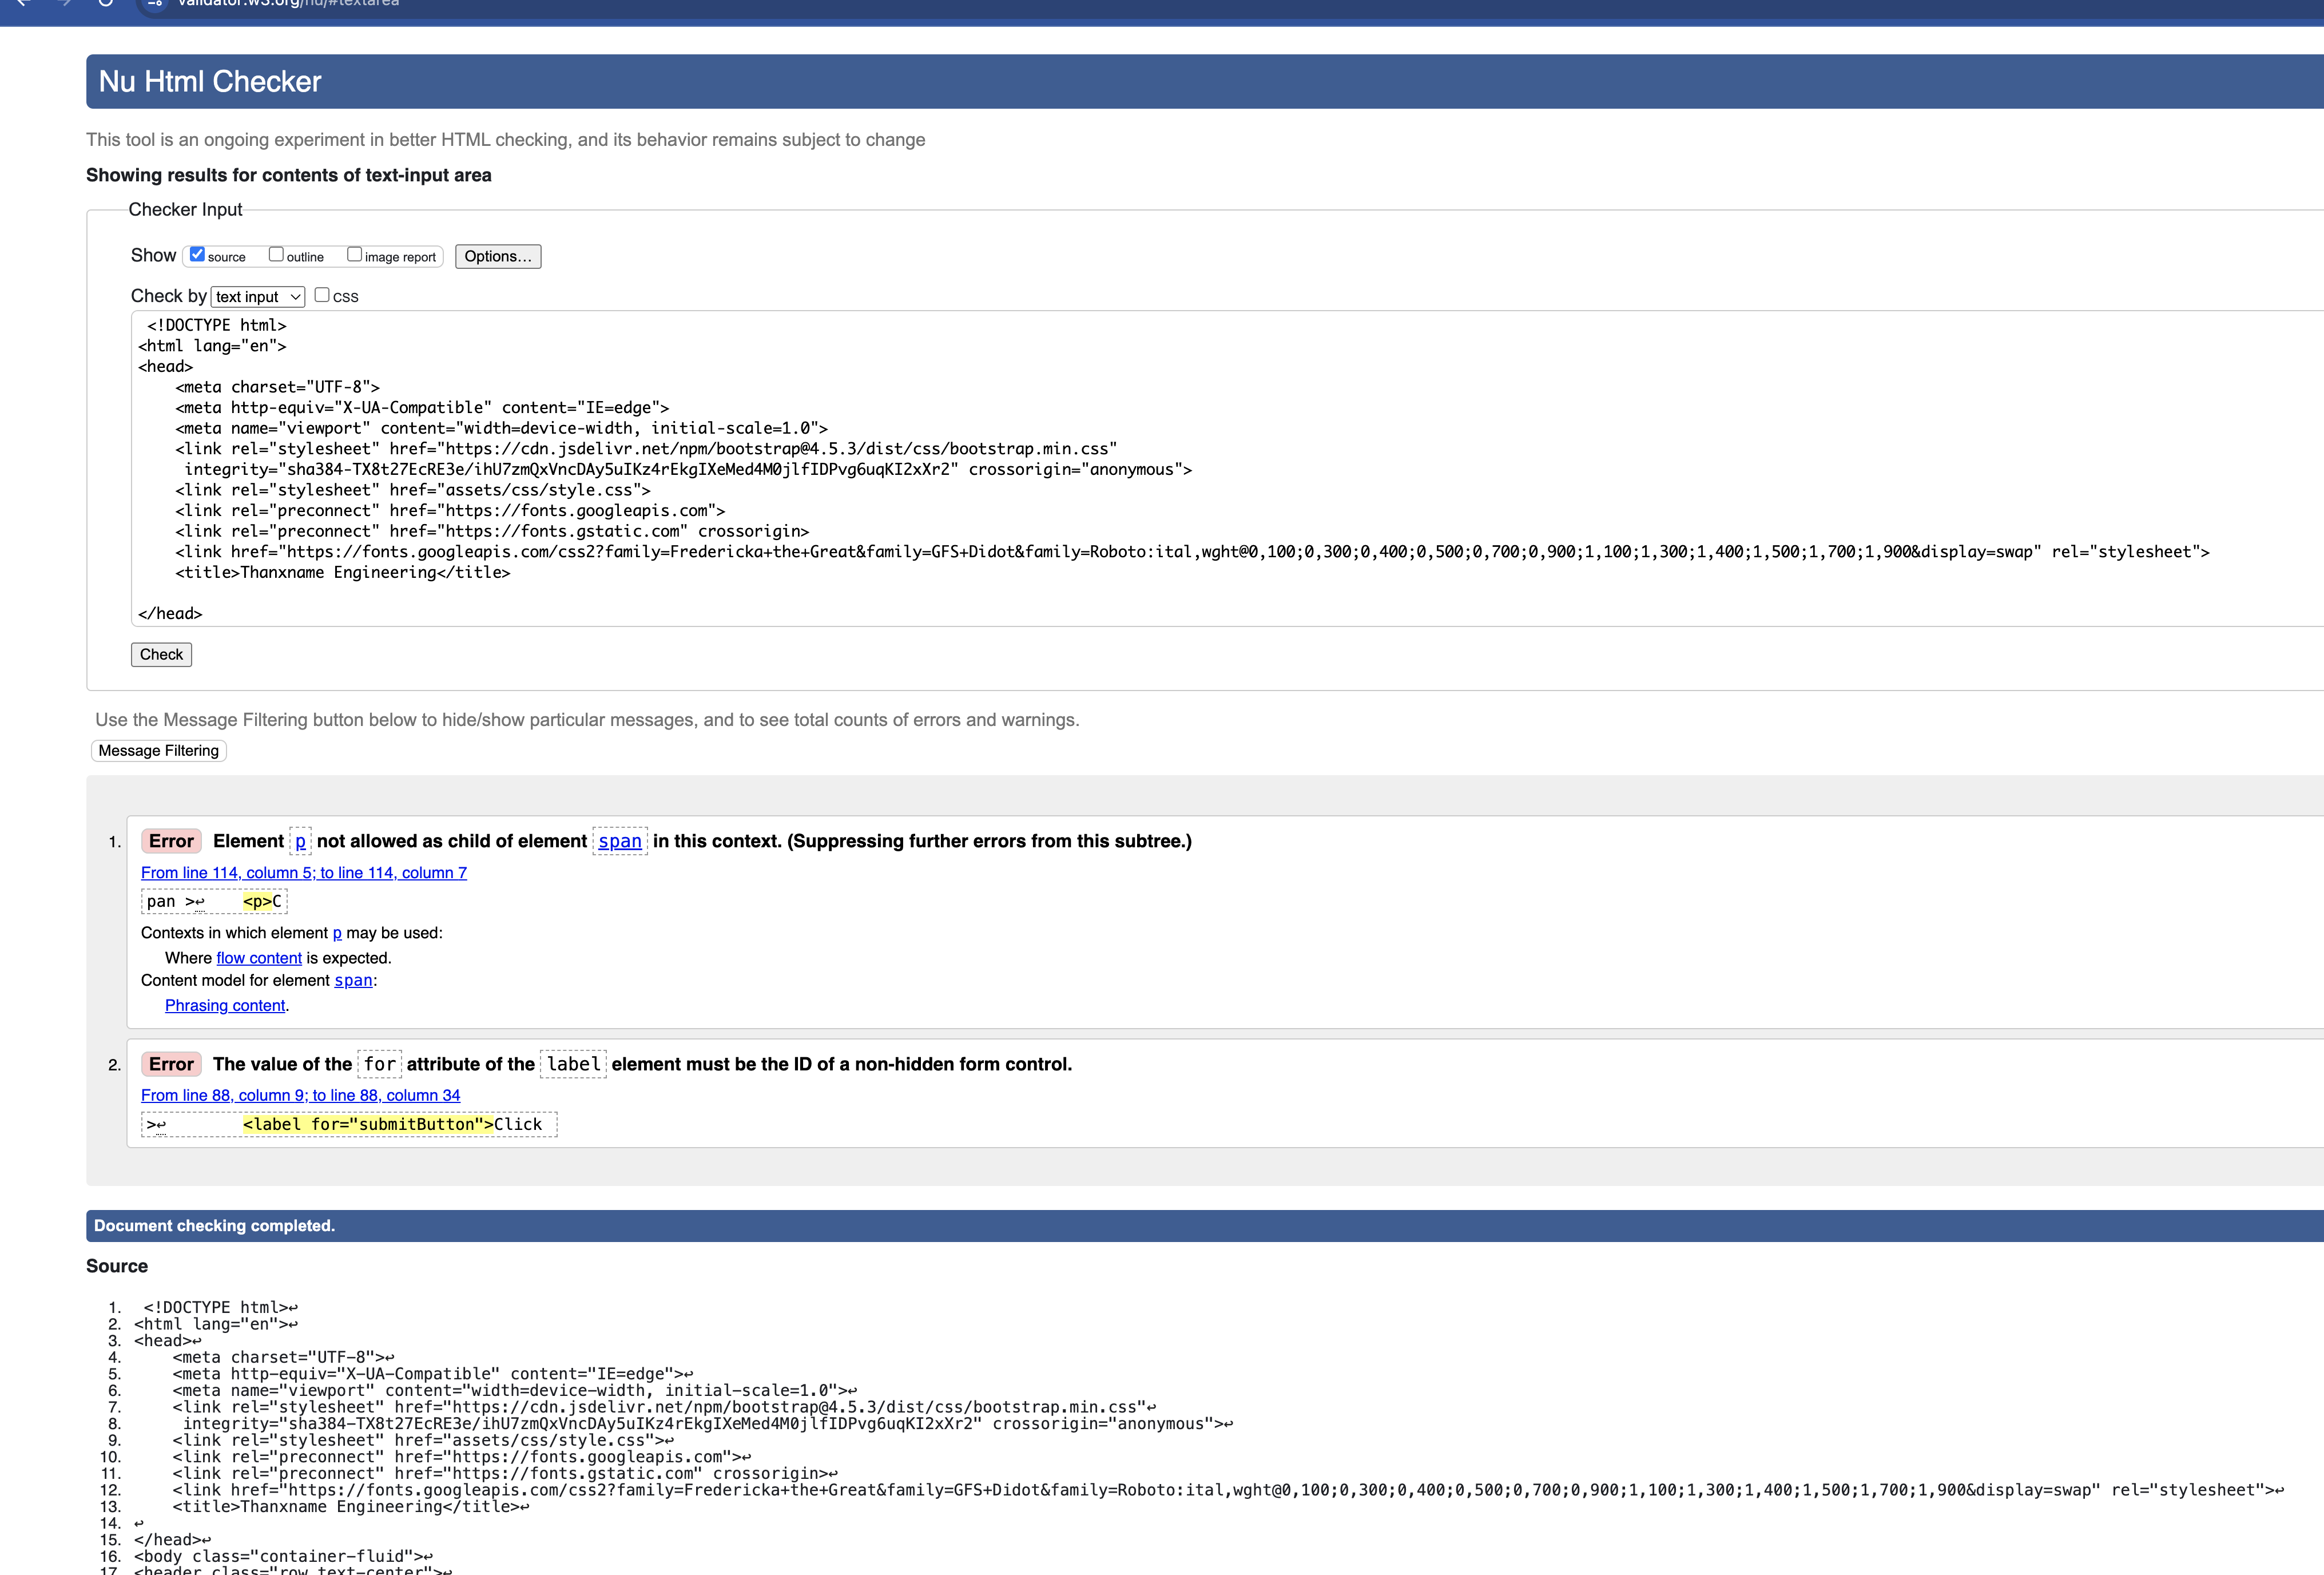 validator.w3.org/nu/#textarea
Nu Html Checker
This tool is an ongoing experiment in better HTML checking, and its behavior remains subject to change
Showing results for contents of text-input area
Checker Input
Show source outline image report Options…
Check by text input CSS
<!DOCTYPE html>
<html lang="en">
<head>
<meta charset="UTF-8">
<meta http-equiv="X-UA-Compatible" content="IE=edge">
<meta name="viewport" content="width=device-width, initial-scale=1.0">
<link rel="stylesheet" href="https://cdn.jsdelivr.net/npm/bootstrap@4.5.3/dist/css/bootstrap.min.css"
integrity="sha384-TX8t27EcRE3e/ihU7zmQxVncDAy5uIKz4rEkgIXeMed4M0jlfIDPvg6uqKI2xXr2" crossorigin="anonymous">
<link rel="stylesheet" href="assets/css/style.css">
<link rel="preconnect" href="https://fonts.googleapis.com">
<link rel="preconnect" href="https://fonts.gstatic.com" crossorigin>
<link href="https://fonts.googleapis.com/css2?family=Fredericka+the+Great&family=GFS+Didot&family=Roboto:ital,wght@0,100;0,300;0,400;0,500;0,700;0,900;1,100;1,300;1,400;1,500;1,700;1,900&display=swap" rel="stylesheet">
<title>Thanxname Engineering</title>
</head>
Check
Use the Message Filtering button below to hide/show particular messages, and to see total counts of errors and warnings.
Message Filtering
1. Error Element p not allowed as child of element span in this context. (Suppressing further errors from this subtree.)
From line 114, column 5; to line 114, column 7
pan >↩ <p>C
Contexts in which element p may be used:
Where flow content is expected.
Content model for element span:
Phrasing content.
2. Error The value of the for attribute of the label element must be the ID of a non-hidden form control.
From line 88, column 9; to line 88, column 34
>↩ <label for="submitButton">Click
Document checking completed.
Source
1. <!DOCTYPE html>↩
2. <html lang="en">↩
3. <head>↩
4. <meta charset="UTF-8">↩
5. <meta http-equiv="X-UA-Compatible" content="IE=edge">↩
6. <meta name="viewport" content="width=device-width, initial-scale=1.0">↩
7. <link rel="stylesheet" href="https://cdn.jsdelivr.net/npm/bootstrap@4.5.3/dist/css/bootstrap.min.css"↩
8. integrity="sha384-TX8t27EcRE3e/ihU7zmQxVncDAy5uIKz4rEkgIXeMed4M0jlfIDPvg6uqKI2xXr2" crossorigin="anonymous">↩
9. <link rel="stylesheet" href="assets/css/style.css">↩
10. <link rel="preconnect" href="https://fonts.googleapis.com">↩
11. <link rel="preconnect" href="https://fonts.gstatic.com" crossorigin>↩
12. <link href="https://fonts.googleapis.com/css2?family=Fredericka+the+Great&family=GFS+Didot&family=Roboto:ital,wght@0,100;0,300;0,400;0,500;0,700;0,900;1,100;1,300;1,400;1,500;1,700;1,900&display=swap" rel="stylesheet">↩
13. <title>Thanxname Engineering</title>↩
14. ↩
15. </head>↩
16. <body class="container-fluid">↩
17. <header class="row text-center">↩